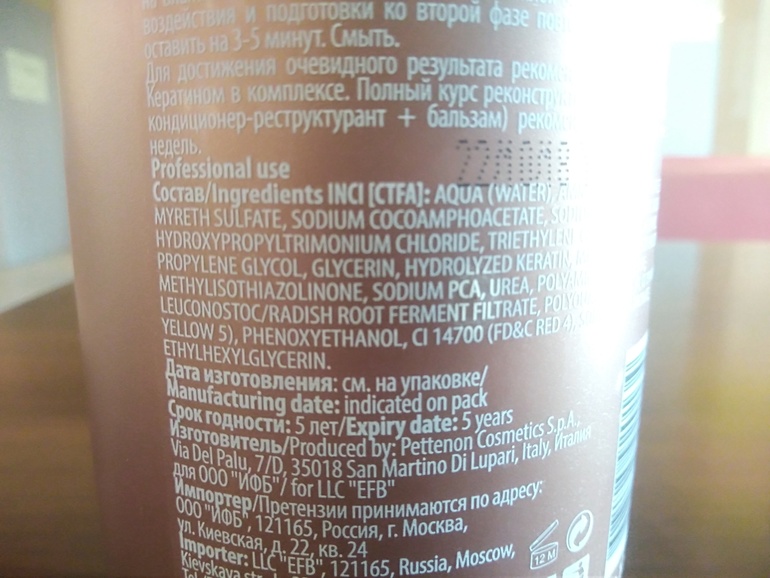 воздействия и подготовки ко второй фазе
оставить на 3-5 минут. Смыть.
Для достижения очевидного результата
Кератином в комплексе. Полный курс
кондиционер-реструктурант + бальзам)
недель.
Professional use
Состав/Ingredients INCI [CTFA]: AQUA (WATER)
MYRETH SULFATE, SODIUM COCOAMPHOACETATE,
HYDROXYPROPYLTRIMONIUM CHLORIDE,
PROPYLENE GLYCOL, GLYCERIN, HYDROLYZED KERATIN,
METHYLISOTHIAZOLINONE, SODIUM PCA, UREA,
LEUCONOSTOC/RADISH ROOT FERMENT FILTRATE,
YELLOW 5), PHENOXYETHANOL, CI 14700 (FD&C RED 4),
ETHYLHEXYLGLYCERIN.
Дата изготовления: см. на упаковке/
Manufacturing date: indicated on pack
Срок годности: 5 лет/Expiry date: 5 years
Изготовитель/Produced by: Pettenon Cosmetics S.p.A.,
Via Del Palu, 7/D, 35018 San Martino Di Lupari, Italy, Италия
для ООО "ИФБ"/ for LLC "EFB"
Импортер/Претензии принимаются по адресу:
ООО "ИФБ", 121165, Россия, г. Москва,
ул. Киевская, д. 22, кв. 24
Importer: LLC "EFB", 121165, Russia, Moscow,
Kievskaya
12 M